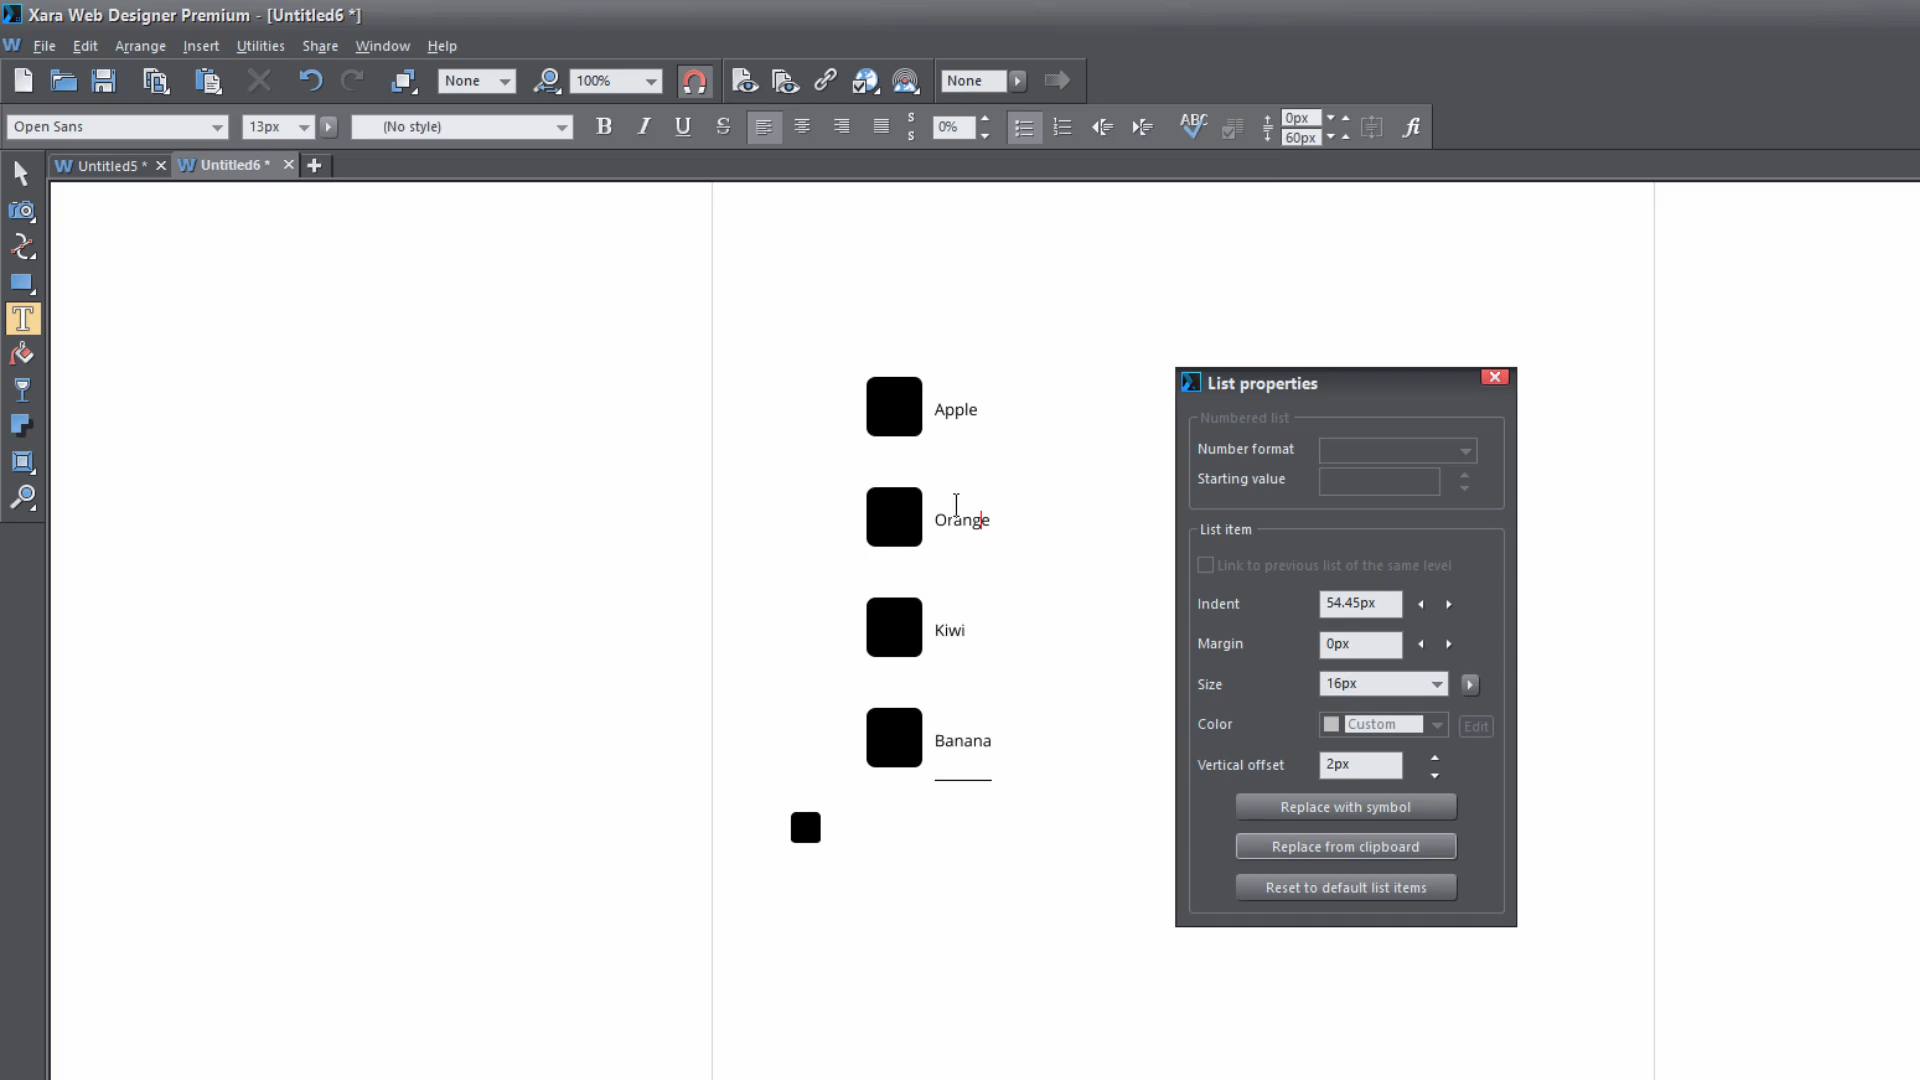 Xara Web Designer Premium - [Untitled6 *]
File Edit Arrange Insert Utilities Share Window Help
None 100% None
Open Sans 13px (No style) B I U S S S 0% ABC 0px 60px fi
Untitled5 * Untitled6 *
T
Apple
Orange
Kiwi
Banana
List properties
Numbered list
Number format
Starting value
List item
Link to previous list of the same level
Indent 54.45px
Margin 0px
Size 16px
Color Custom Edit
Vertical offset 2px
Replace with symbol
Replace from clipboard
Reset to default list items